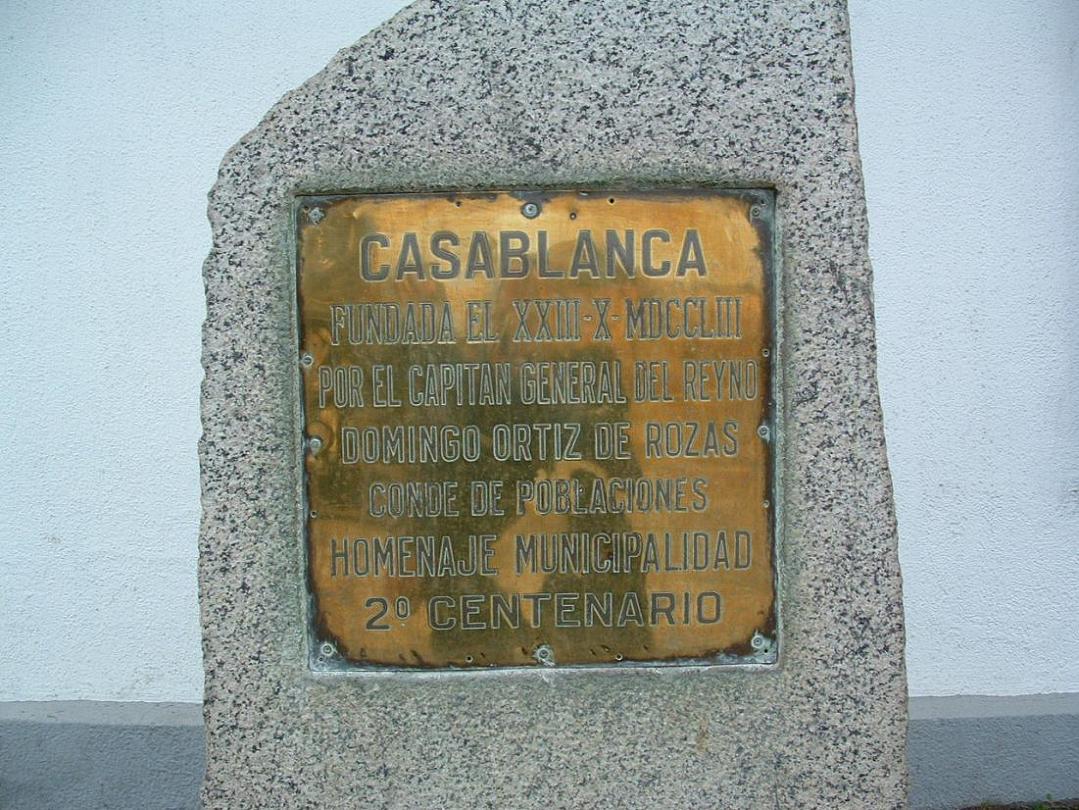 CASABLANCA
FUNDADA EL XXIII-X-MDCCLIII
POR EL CAPITAN GENERAL DEL REYNO
DOMINGO ORTIZ DE ROZAS
CONDE DE POBLACIONES
HOMENAJE MUNICIPALIDAD
2º CENTENARIO